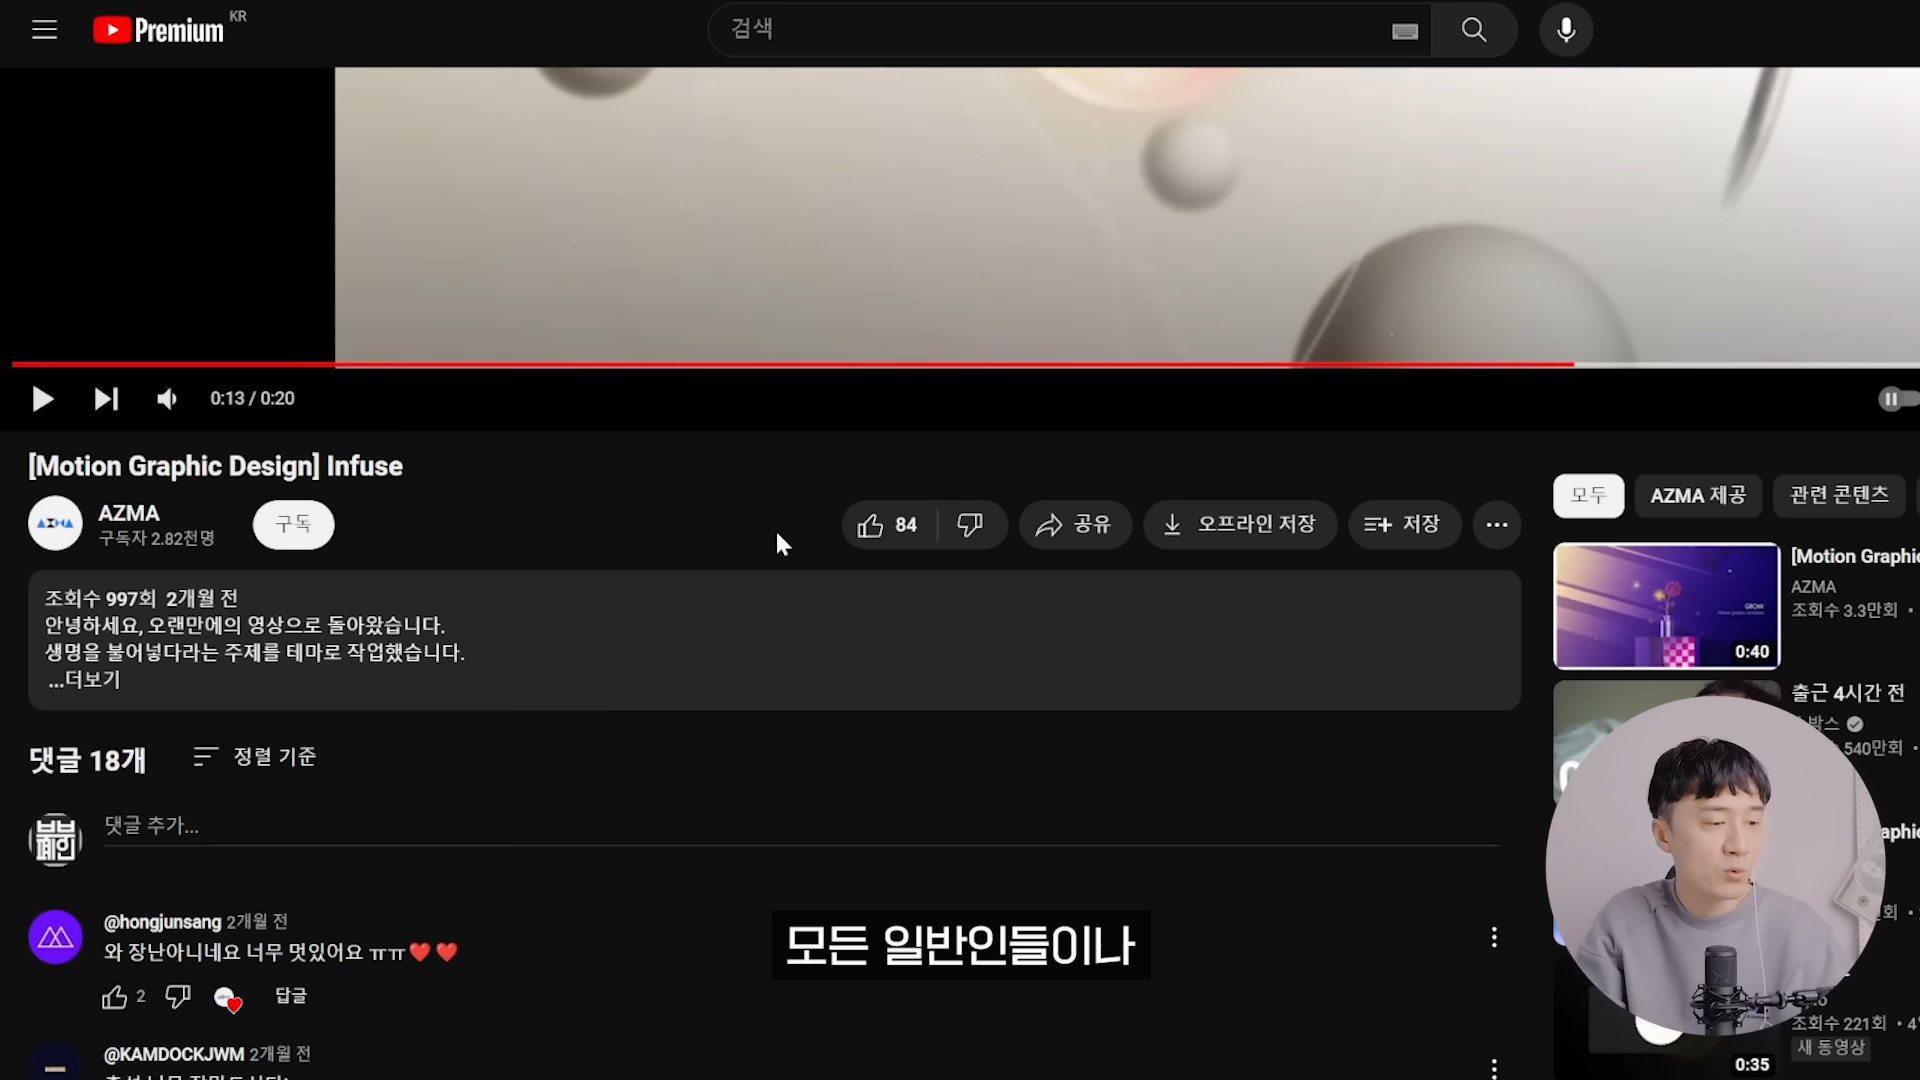 Premium KR
검색
0:13 / 0:20
[Motion Graphic Design] Infuse
AZMA
AZMA
구독자 2.82천명
구독
84
공유
오프라인 저장
저장
조회수 997회 2개월 전
안녕하세요, 오랜만에의 영상으로 돌아왔습니다.
생명을 불어넣다라는 주제를 테마로 작업했습니다.
...더보기
댓글 18개
정렬 기준
댓글 추가...
@hongjunsang 2개월 전
와 장난아니네요 너무 멋있어요 ㅠㅠ❤️❤️
2
답글
@KAMDOCKJWM 2개월 전
모든 일반인들이나
모두
AZMA 제공
관련 콘텐츠
[Motion Graphic
AZMA
조회수 3.3만회 •
GROW
0:40
출근 4시간 전
540만회 •
조회수 221회 • 4
새 동영상
0:35